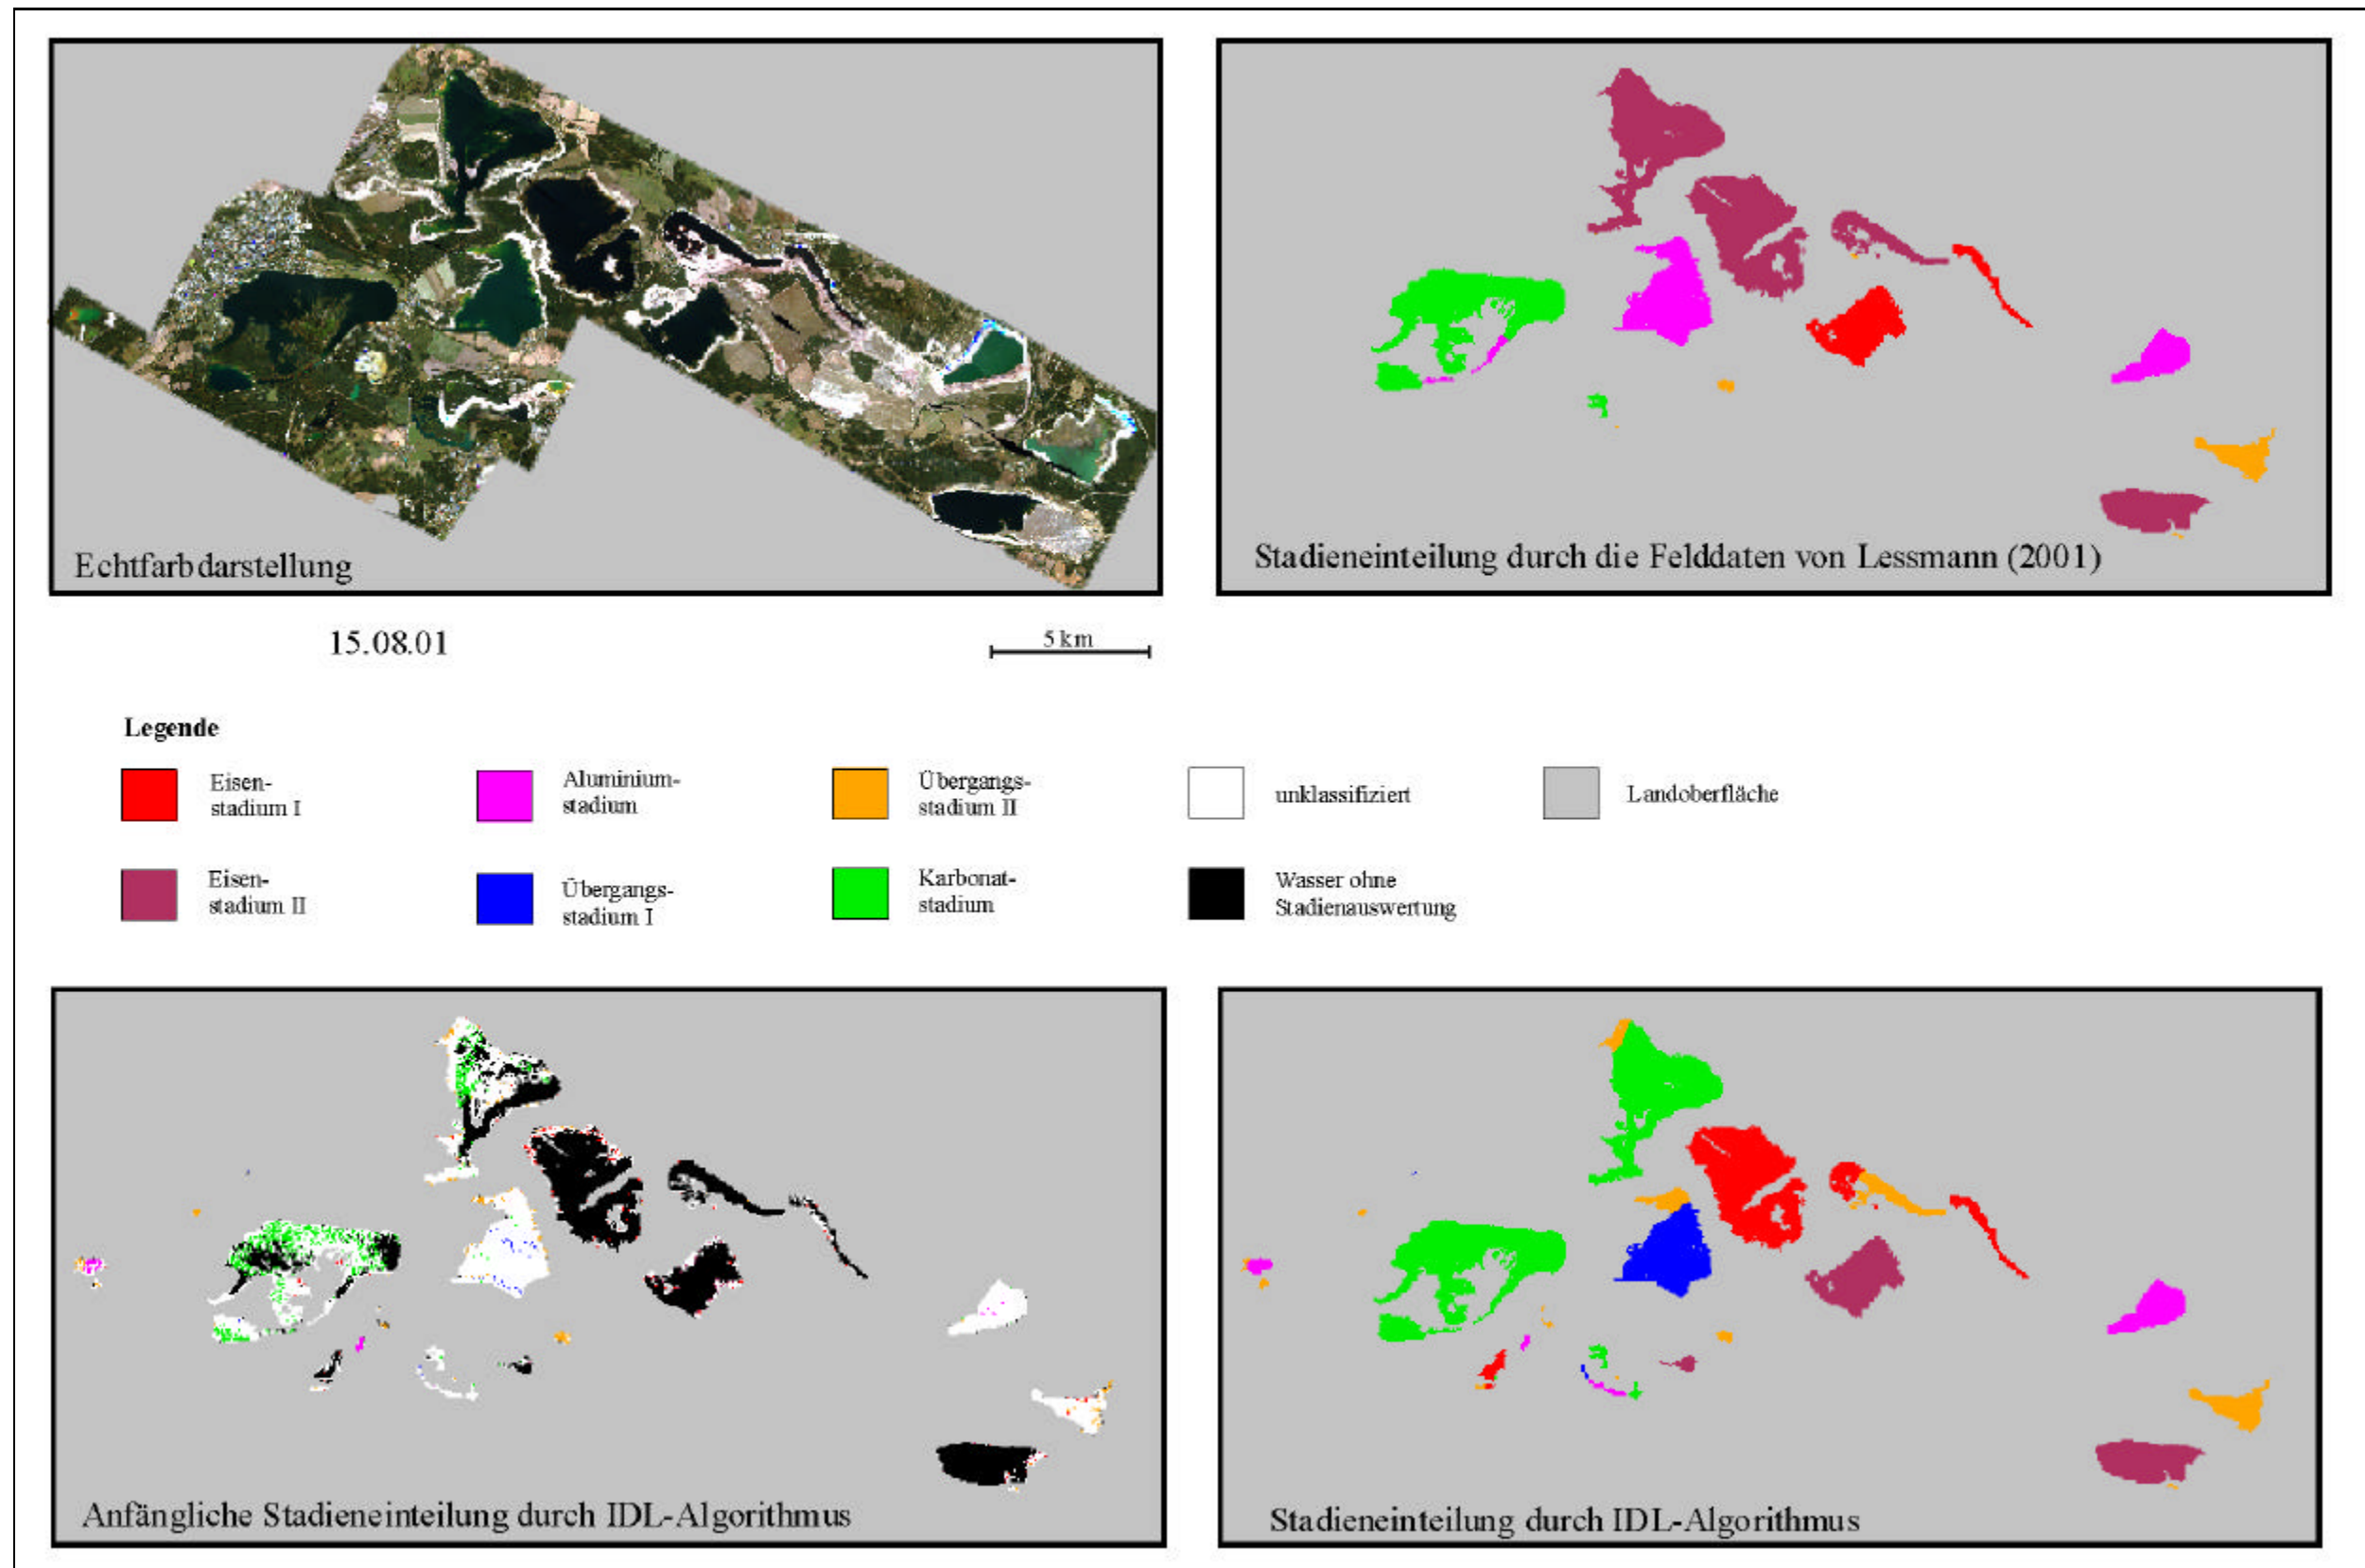 Echtfarbdarstellung
Stadieneinteilung durch die Felddaten von Lessmann (2001)
15.08.01
5 km
Legende
Eisen-
stadium I
Aluminium-
stadium
Übergangs-
stadium II
unklassifiziert
Landoberfläche
Eisen-
stadium II
Übergangs-
stadium I
Karbonat-
stadium
Wasser ohne
Stadienauswertung
Anfängliche Stadieneinteilung durch IDL-Algorithmus
Stadieneinteilung durch IDL-Algorithmus